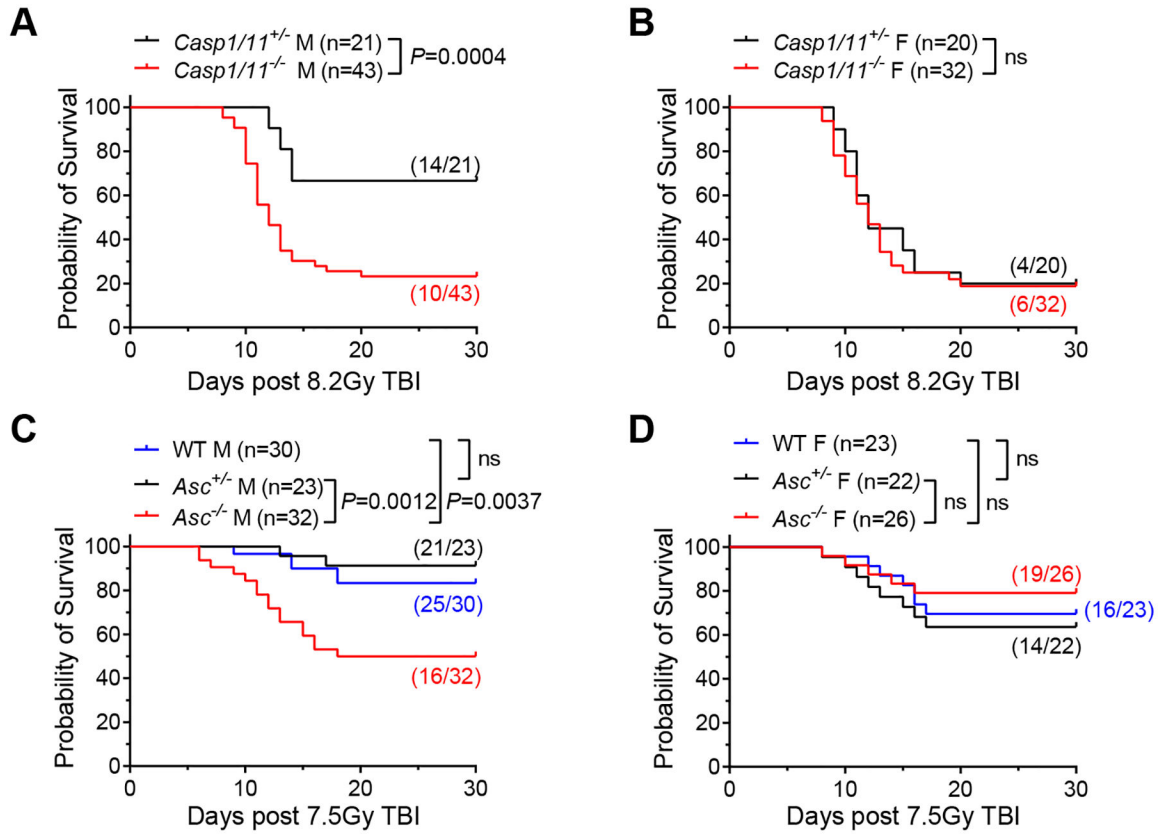 A
Casp1/11+/- M (n=21)
Casp1/11-/- M (n=43)
P=0.0004
Probability of Survival
100
80
60
40
20
0
(14/21)
(10/43)
0 10 20 30
Days post 8.2Gy TBI
B
Casp1/11+/- F (n=20)
Casp1/11-/- F (n=32)
ns
Probability of Survival
100
80
60
40
20
0
(4/20)
(6/32)
0 10 20 30
Days post 8.2Gy TBI
C
WT M (n=30)
Asc+/- M (n=23)
Asc-/- M (n=32)
ns
P=0.0012
P=0.0037
Probability of Survival
100
80
60
40
20
0
(21/23)
(25/30)
(16/32)
0 10 20 30
Days post 7.5Gy TBI
D
WT F (n=23)
Asc+/- F (n=22)
Asc-/- F (n=26)
ns
ns
ns
Probability of Survival
100
80
60
40
20
0
(19/26)
(16/23)
(14/22)
0 10 20 30
Days post 7.5Gy TBI